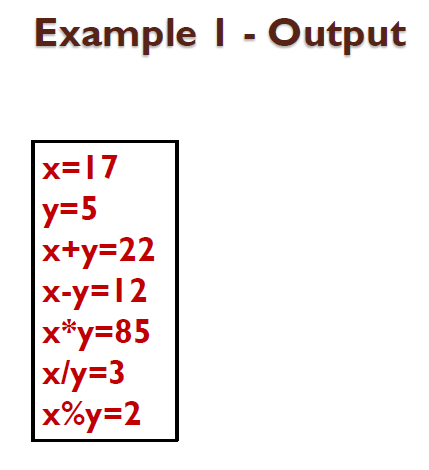 Example 1 - Output
x=17
y=5
x+y=22
x-y=12
x*y=85
x/y=3
x%y=2